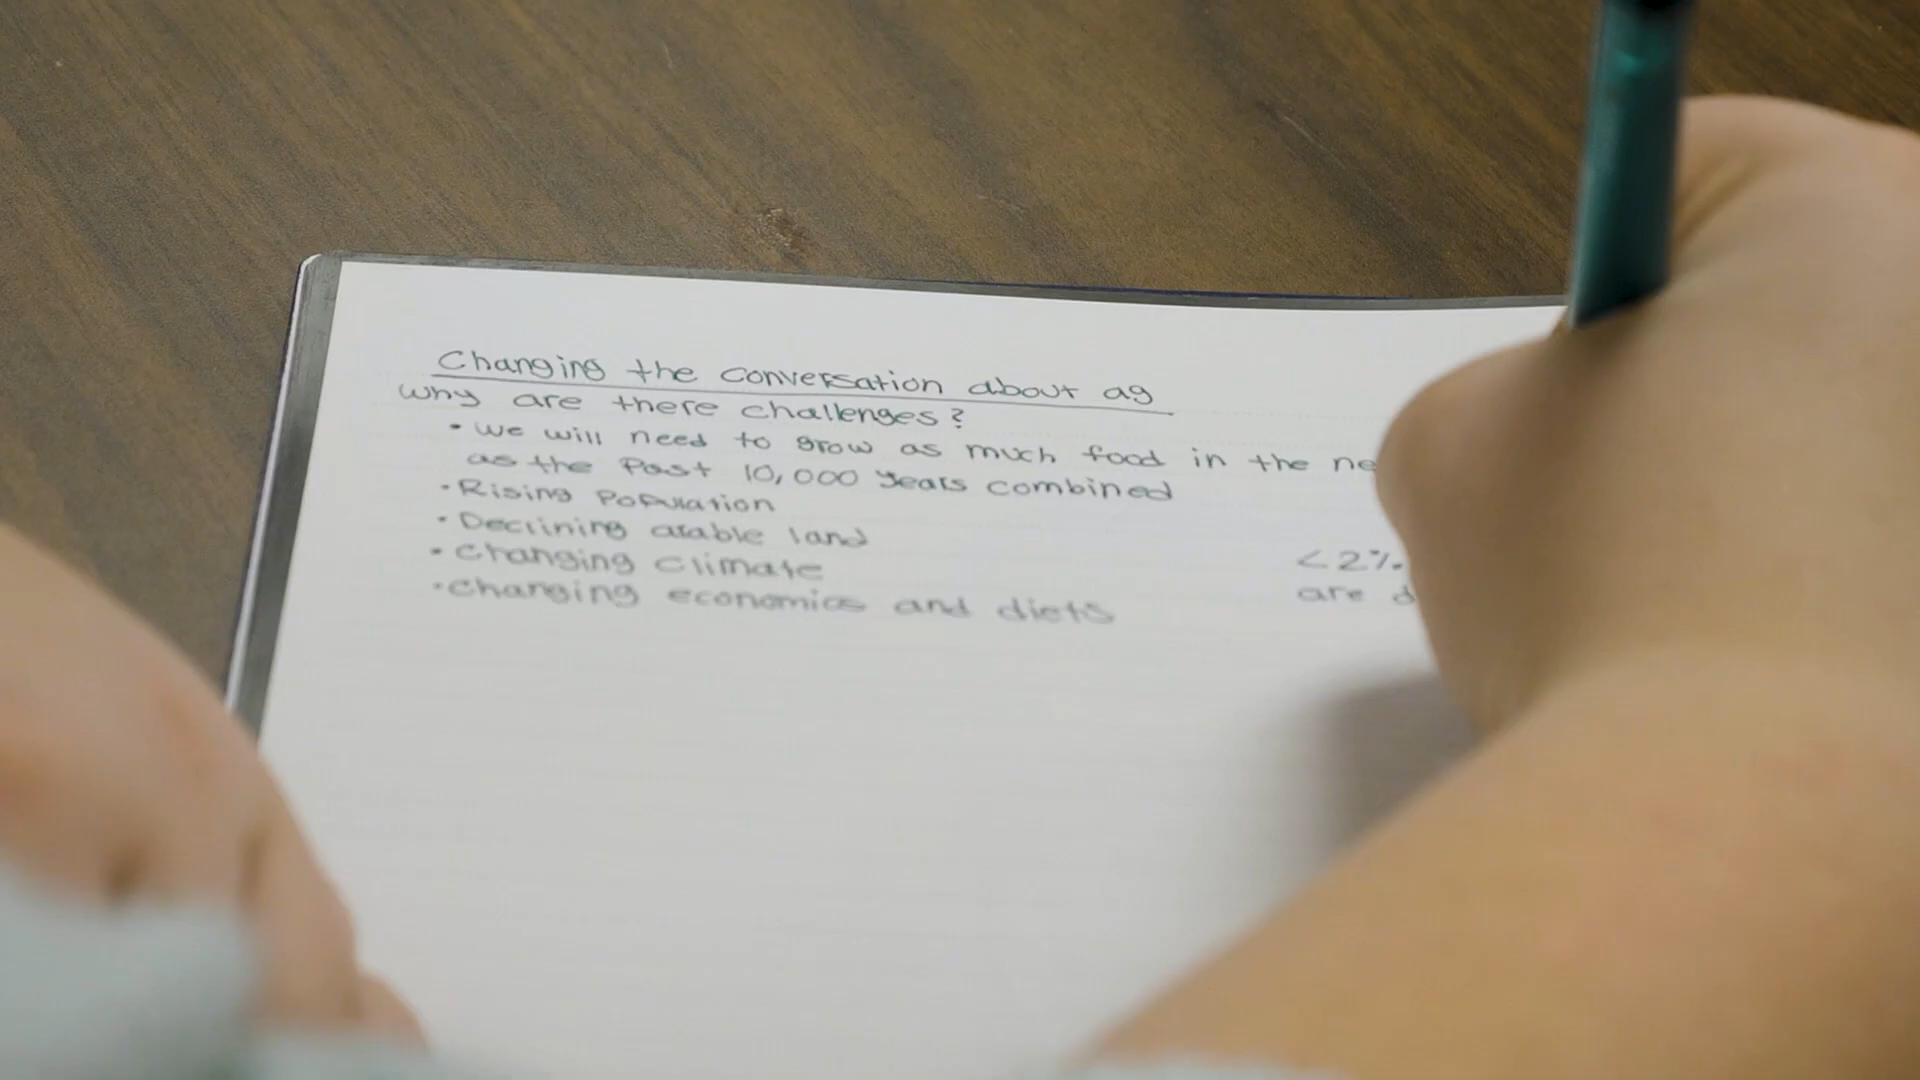 Changing the conversation about ag
why are there challenges?
• we will need to grow as much food in the
as the past 10,000 years combined
• Rising Population
• Declining arable land
• Changing climate
• changing economics and diets
<2%
are